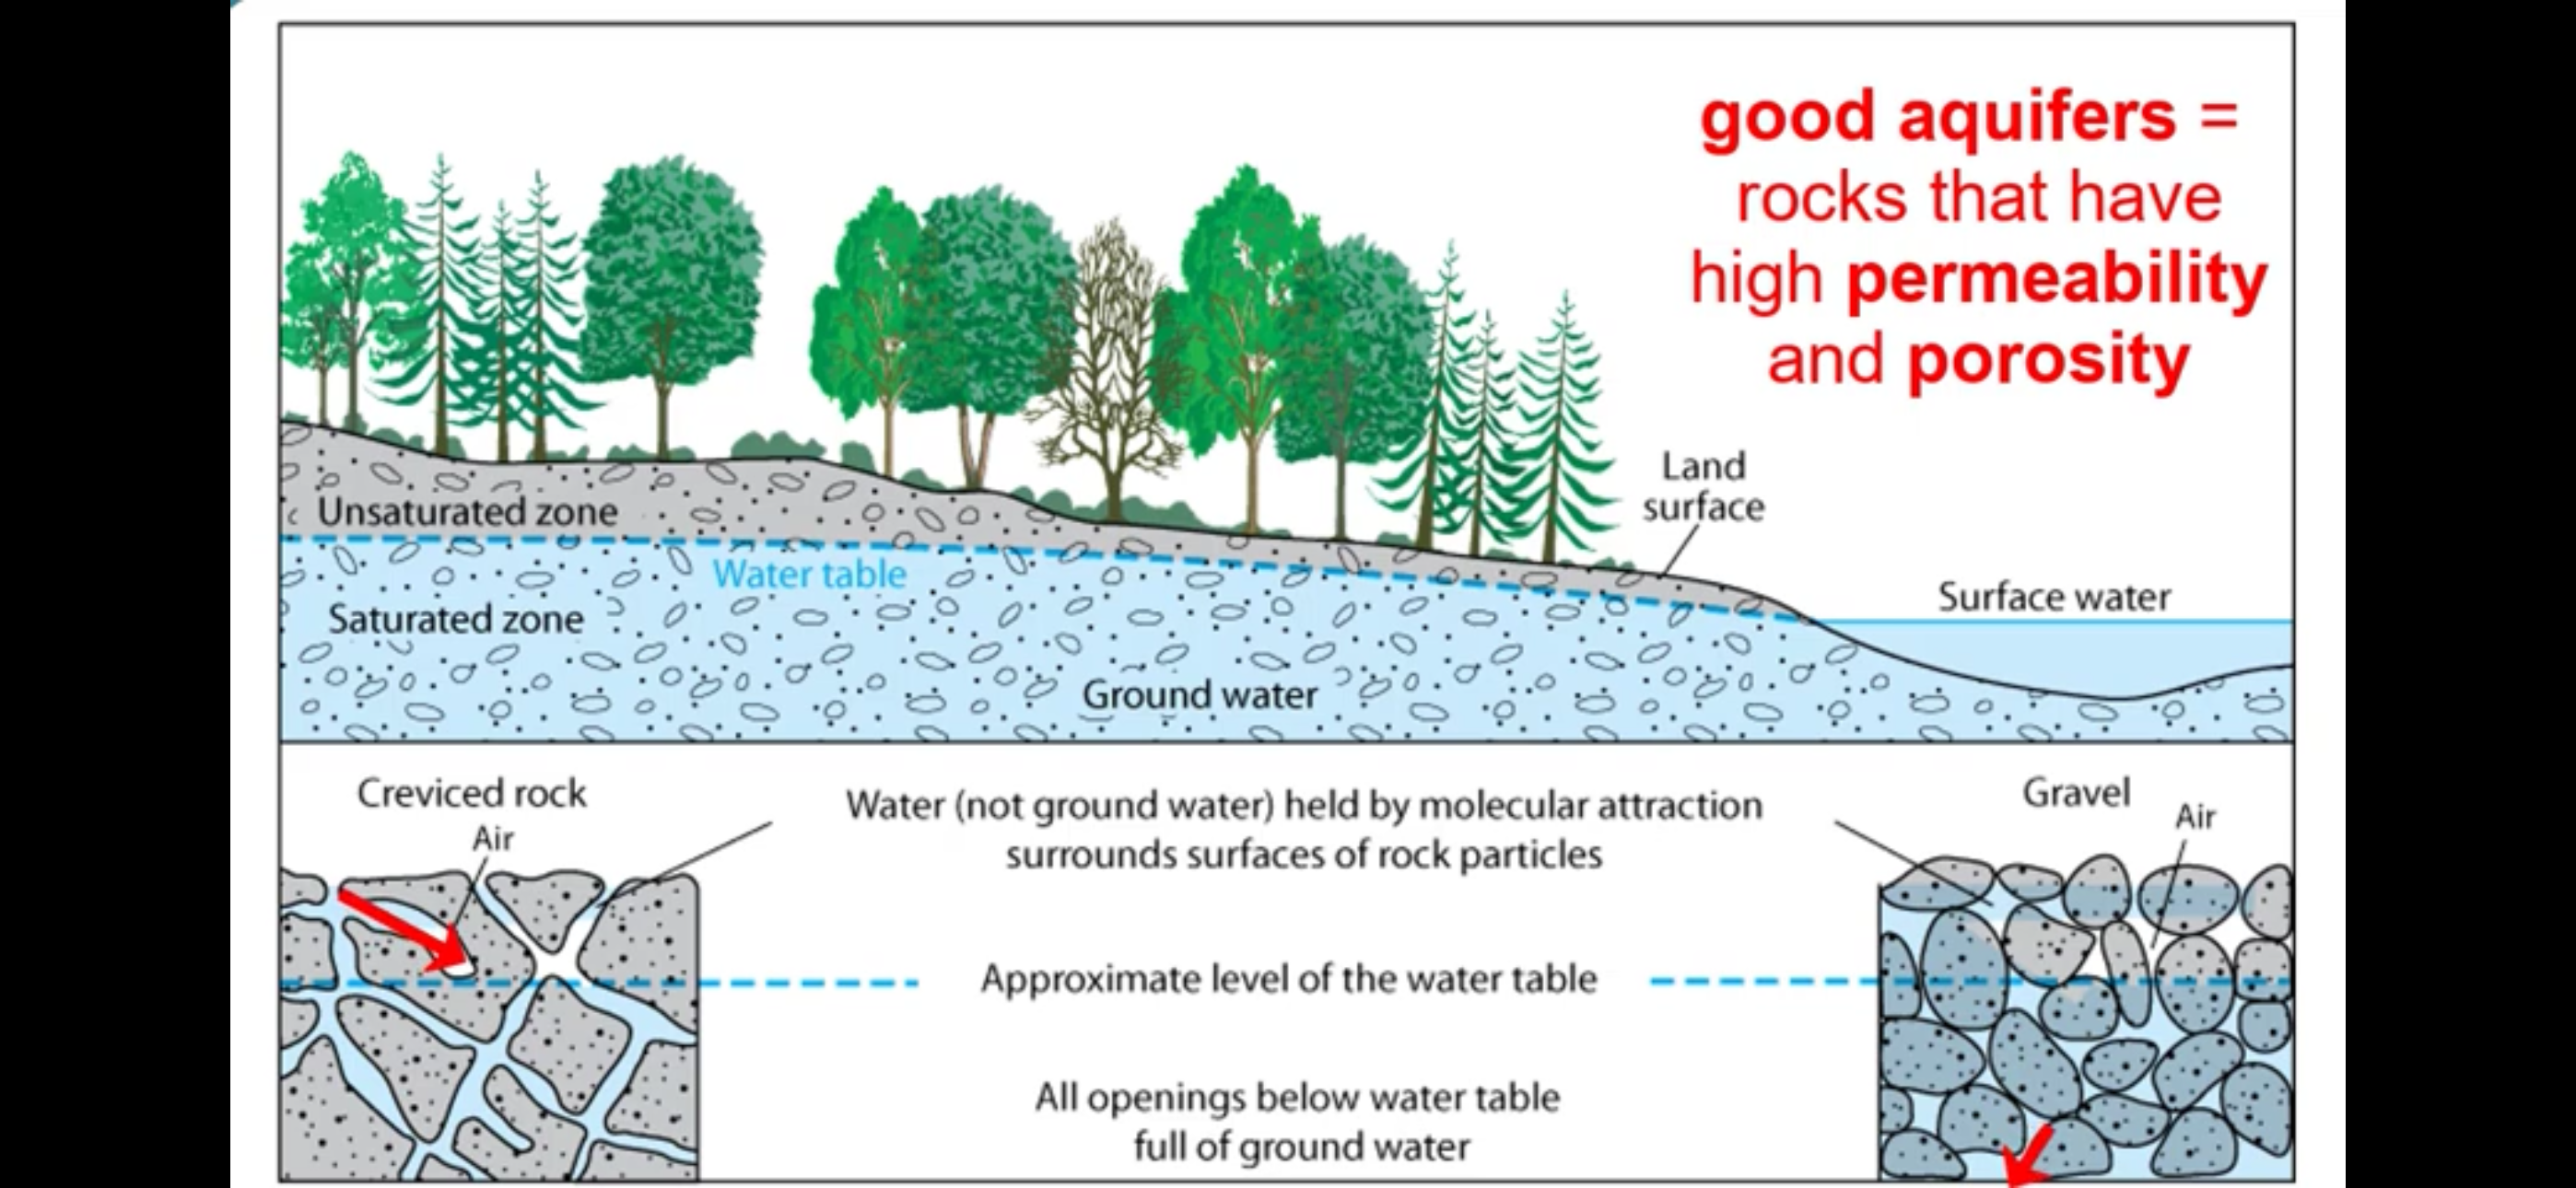 good aquifers =
rocks that have
high permeability
and porosity
Land
surface
Unsaturated zone
Water table
Surface water
Saturated zone
Ground water
Creviced rock
Air
Water (not ground water) held by molecular attraction
surrounds surfaces of rock particles
Gravel
Air
Approximate level of the water table
All openings below water table
full of ground water